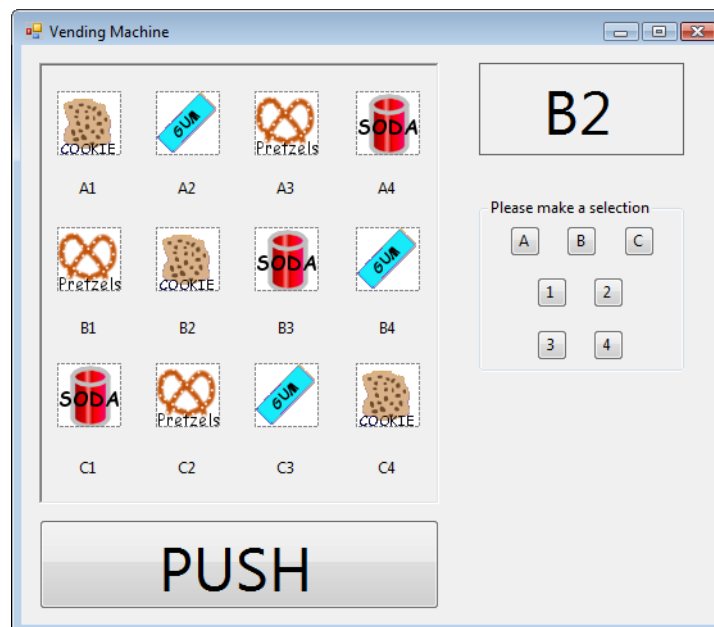 Vending Machine
B2
COOKIE GUM Pretzels SODA
A1 A2 A3 A4
Please make a selection
A B C
Pretzels COOKIE SODA GUM
1 2
B1 B2 B3 B4
3 4
SODA Pretzels GUM COOKIE
C1 C2 C3 C4
PUSH